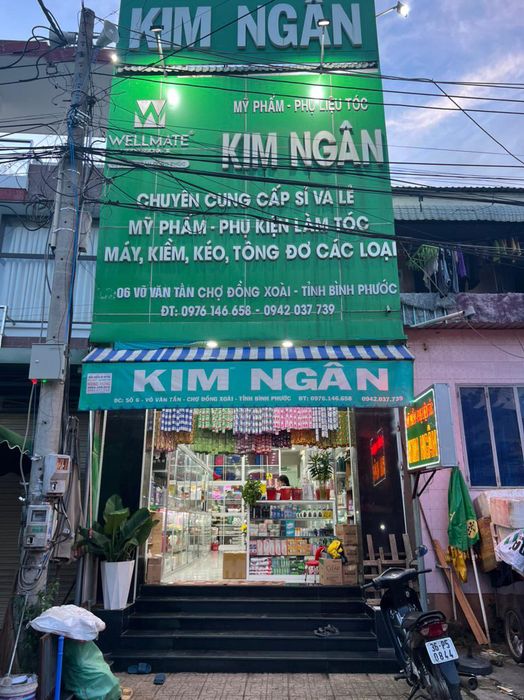 KIM NGÂN
MỸ PHẨM - PHỤ LIỆU TÓC
WELLMATE
KIM NGÂN
CHUYÊN CUNG CẤP SỈ VÀ LẺ
MỸ PHẨM - PHỤ KIỆN LÀM TÓC
MÁY, KIỀM, KÉO, TÔNG ĐƠ CÁC LOẠI
06 VÕ VĂN TẦN CHỢ ĐỒNG XOÀI - TỈNH BÌNH PHƯỚC
ĐT: 0976 146 658 - 0942 037 739
KIM NGÂN
ĐC: SỐ 6 - VÕ VĂN TẦN - CHỢ ĐỒNG XOÀI - TỈNH BÌNH PHƯỚC ĐT: 0976.146.658 0942.037.739
36-P5
0844